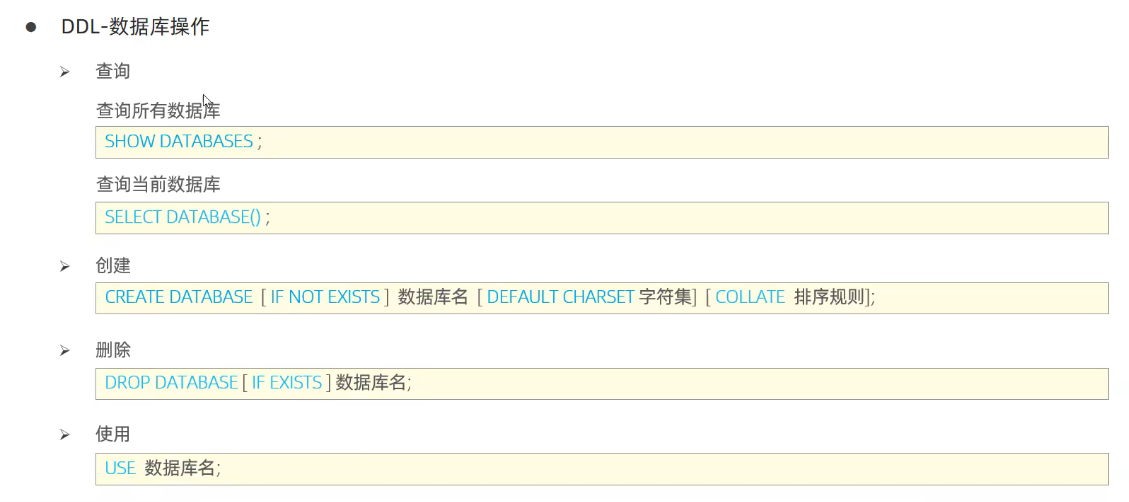 DDL-数据库操作
查询
查询所有数据库
SHOW DATABASES ;
查询当前数据库
SELECT DATABASE() ;
创建
CREATE DATABASE [ IF NOT EXISTS ] 数据库名 [ DEFAULT CHARSET 字符集] [ COLLATE 排序规则];
删除
DROP DATABASE [ IF EXISTS ] 数据库名;
使用
USE 数据库名;